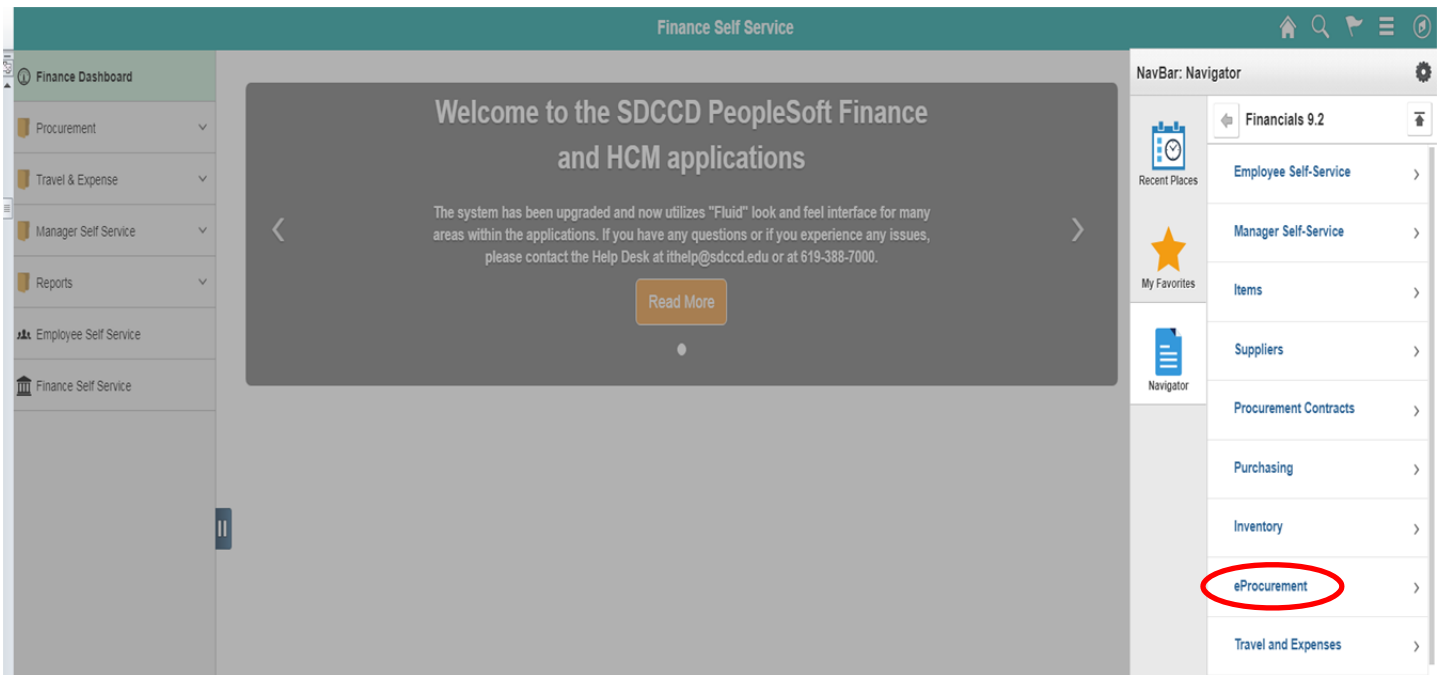 Finance Self Service
Finance Dashboard
Procurement
Travel & Expense
Manager Self Service
Reports
Employee Self Service
Finance Self Service
Welcome to the SDCCD PeopleSoft Finance
and HCM applications
The system has been upgraded and now utilizes "Fluid" look and feel interface for many
areas within the applications. If you have any questions or if you experience any issues,
please contact the Help Desk at ithelp@sdccd.edu or at 619-388-7000.
Read More
NavBar: Navigator
Recent Places
My Favorites
Navigator
Financials 9.2
Employee Self-Service
Manager Self-Service
Items
Suppliers
Procurement Contracts
Purchasing
Inventory
eProcurement
Travel and Expenses